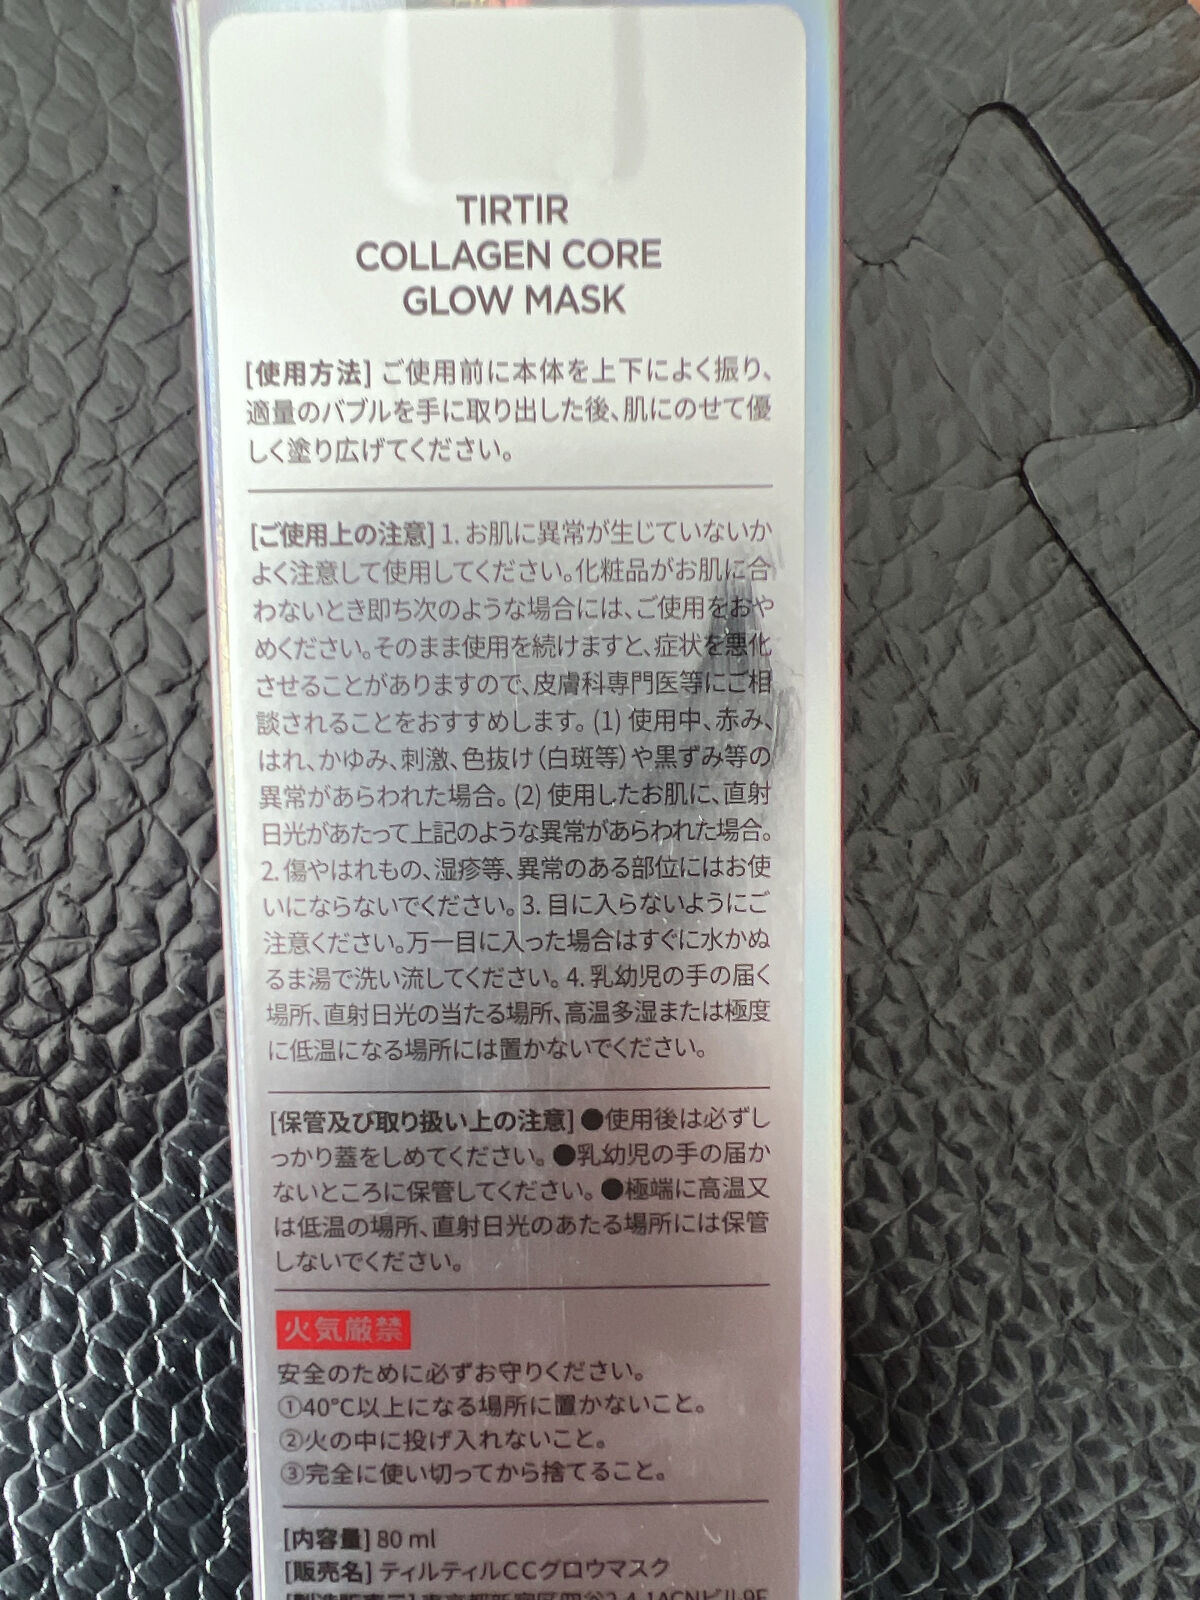 TIRTIR
COLLAGEN CORE
GLOW MASK
[使用方法] ご使用前に本体を上下によく振り、
適量のバブルを手に取り出した後、肌にのせて優
しく塗り広げてください。
[ご使用上の注意] 1. お肌に異常が生じていないか
よく注意して使用してください。化粧品がお肌に合
わないとき即ち次のような場合には、ご使用をおや
めください。そのまま使用を続けますと、症状を悪化
させることがありますので、皮膚科専門医等にご相
談されることをおすすめします。(1) 使用中、赤み、
はれ、かゆみ、刺激、色抜け（白斑等）や黒ずみ等の
異常があらわれた場合。(2) 使用したお肌に、直射
日光があたって上記のような異常があらわれた場合。
2. 傷やはれもの、湿疹等、異常のある部位にはお使
いにならないでください。3. 目に入らないようにご
注意ください。万一目に入った場合はすぐに水かぬ
るま湯で洗い流してください。4. 乳幼児の手の届く
場所、直射日光の当たる場所、高温多湿または極度
に低温になる場所には置かないでください。
[保管及び取り扱い上の注意] ●使用後は必ずし
っかり蓋をしめてください。●乳幼児の手の届か
ないところに保管してください。●極端に高温又
は低温の場所、直射日光のあたる場所には保管
しないでください。
火気厳禁
安全のために必ずお守りください。
①40℃以上になる場所に置かないこと。
②火の中に投げ入れないこと。
③完全に使い切ってから捨てること。
[内容量] 80 ml
[販売名] ティルティルCCグロウマスク